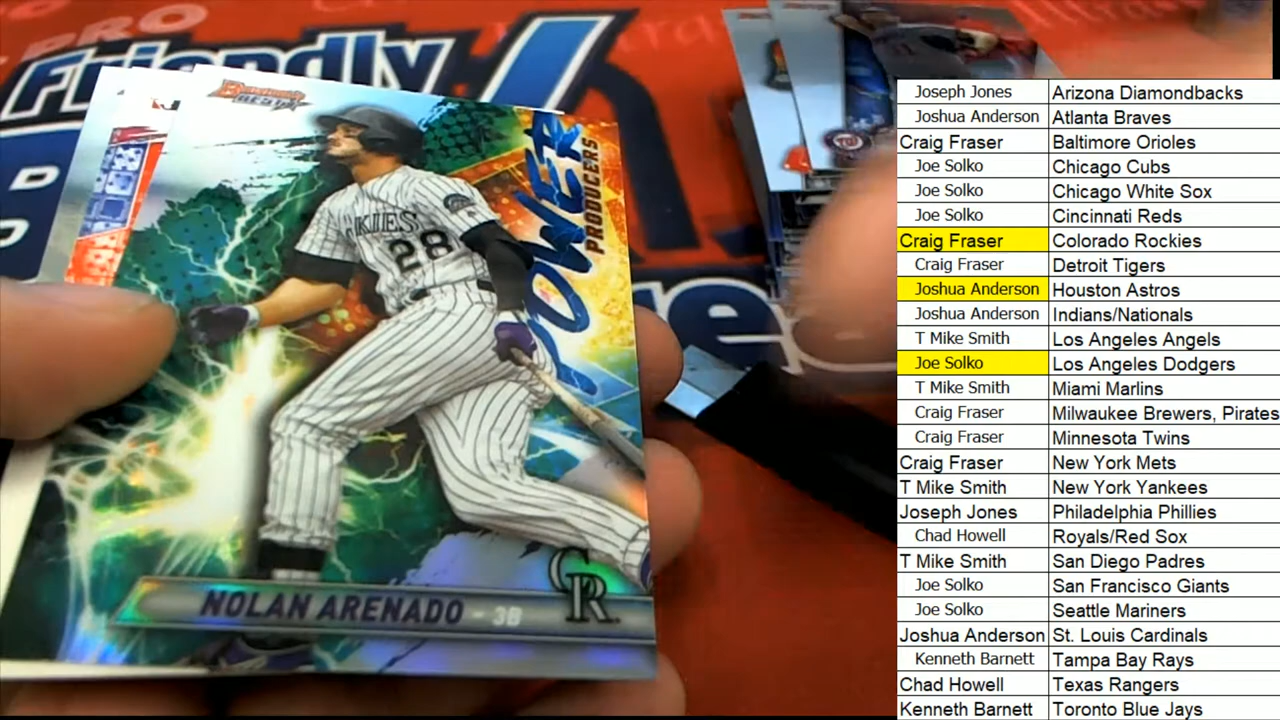 PRO
Friendly
Bowman's
BEST
POWER
PRODUCERS
28
NOLAN ARENADO - 3B
CR
Joseph Jones Arizona Diamondbacks
Joshua Anderson Atlanta Braves
Craig Fraser Baltimore Orioles
Joe Solko Chicago Cubs
Joe Solko Chicago White Sox
Joe Solko Cincinnati Reds
Craig Fraser Colorado Rockies
Craig Fraser Detroit Tigers
Joshua Anderson Houston Astros
Joshua Anderson Indians/Nationals
T Mike Smith Los Angeles Angels
Joe Solko Los Angeles Dodgers
T Mike Smith Miami Marlins
Craig Fraser Milwaukee Brewers, Pirates
Craig Fraser Minnesota Twins
Craig Fraser New York Mets
T Mike Smith New York Yankees
Joseph Jones Philadelphia Phillies
Chad Howell Royals/Red Sox
T Mike Smith San Diego Padres
Joe Solko San Francisco Giants
Joe Solko Seattle Mariners
Joshua Anderson St. Louis Cardinals
Kenneth Barnett Tampa Bay Rays
Chad Howell Texas Rangers
Kenneth Barnett Toronto Blue Jays